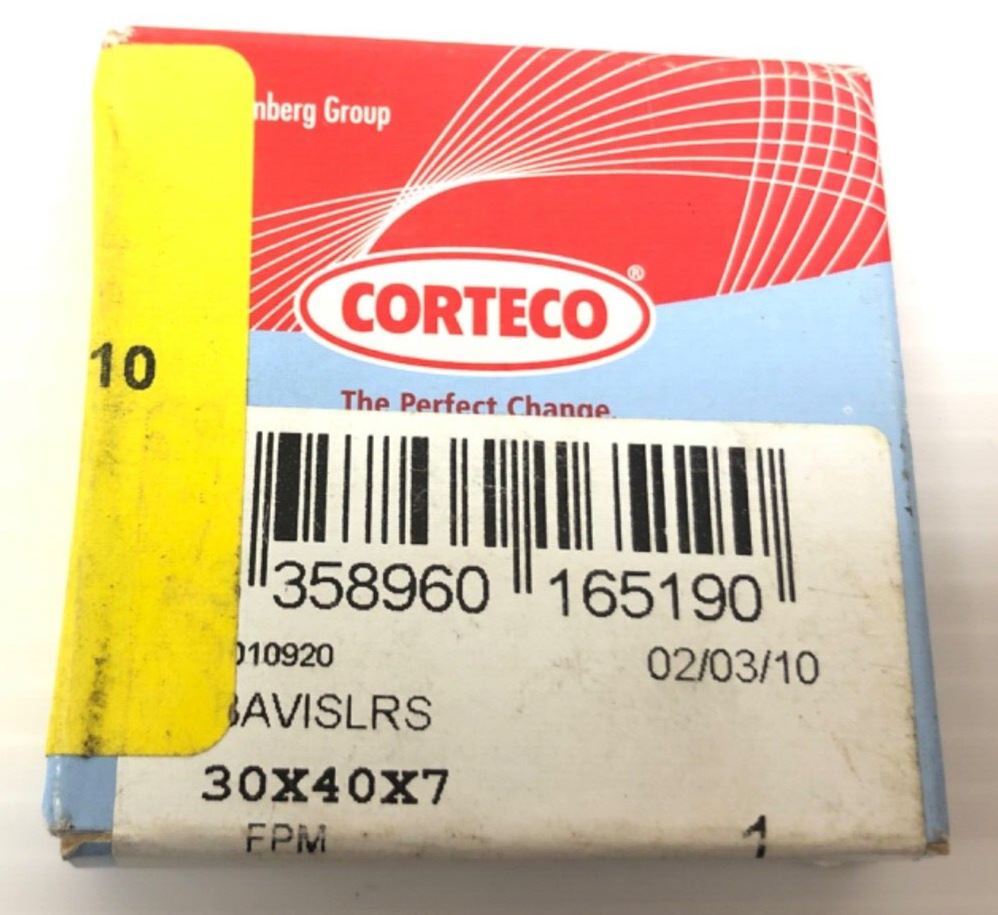 nberg Group
CORTECO®
The Perfect Change.
10
358960 165190
010920
02/03/10
BAVISLRS
30X40X7
FPM
1